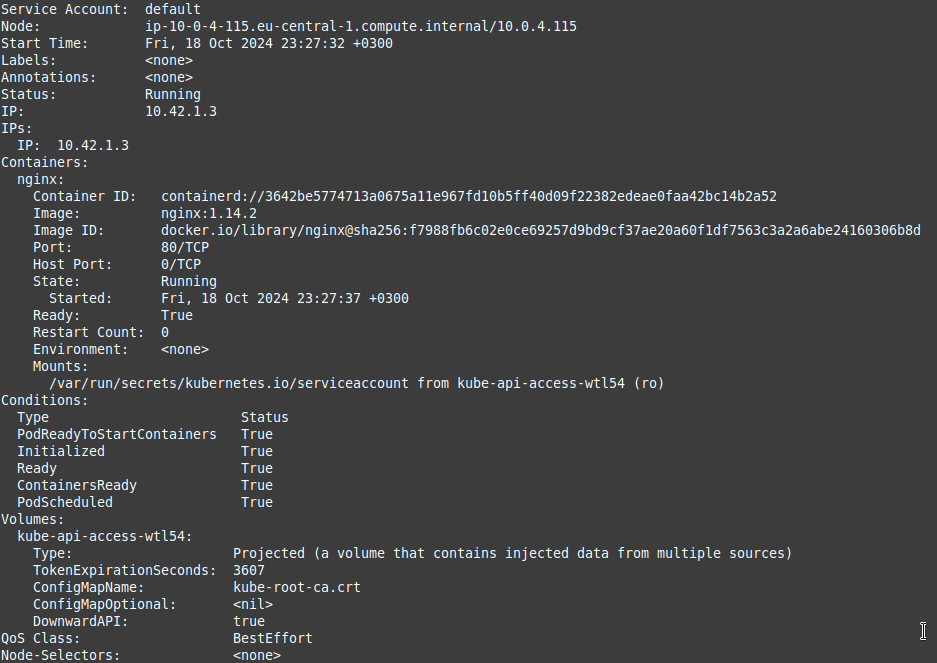 Service Account:  default
Node:             ip-10-0-4-115.eu-central-1.compute.internal/10.0.4.115
Start Time:       Fri, 18 Oct 2024 23:27:32 +0300
Labels:           <none>
Annotations:      <none>
Status:           Running
IP:               10.42.1.3
IPs:
  IP:  10.42.1.3
Containers:
  nginx:
    Container ID:   containerd://3642be5774713a0675a11e967fd10b5ff40d09f22382edeae0faa42bc14b2a52
    Image:          nginx:1.14.2
    Image ID:       docker.io/library/nginx@sha256:f7988fb6c02e0ce69257d9bd9cf37ae20a60f1df7563c3a2a6abe24160306b8d
    Port:           80/TCP
    Host Port:      0/TCP
    State:          Running
      Started:      Fri, 18 Oct 2024 23:27:37 +0300
    Ready:          True
    Restart Count:  0
    Environment:    <none>
    Mounts:
      /var/run/secrets/kubernetes.io/serviceaccount from kube-api-access-wtl54 (ro)
Conditions:
  Type                        Status
  PodReadyToStartContainers   True
  Initialized                 True
  Ready                       True
  ContainersReady             True
  PodScheduled                True
Volumes:
  kube-api-access-wtl54:
    Type:                    Projected (a volume that contains injected data from multiple sources)
    TokenExpirationSeconds:  3607
    ConfigMapName:           kube-root-ca.crt
    ConfigMapOptional:       <nil>
    DownwardAPI:             true
QoS Class:                   BestEffort
Node-Selectors:              <none>